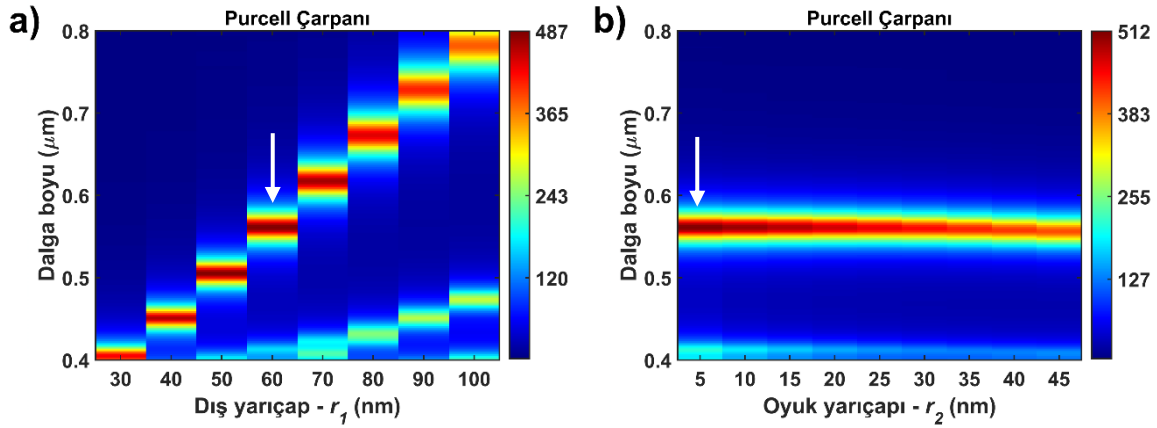 a)
Purcell Çarpanı
0.8
0.7
0.6
0.5
0.4
Dalga boyu (μm)
30 40 50 60 70 80 90 100
Dış yarıçap - r1 (nm)
487
365
243
120
b)
Purcell Çarpanı
0.8
0.7
0.6
0.5
0.4
Dalga boyu (μm)
5 10 15 20 25 30 35 40 45
Oyuk yarıçapı - r2 (nm)
512
383
255
127